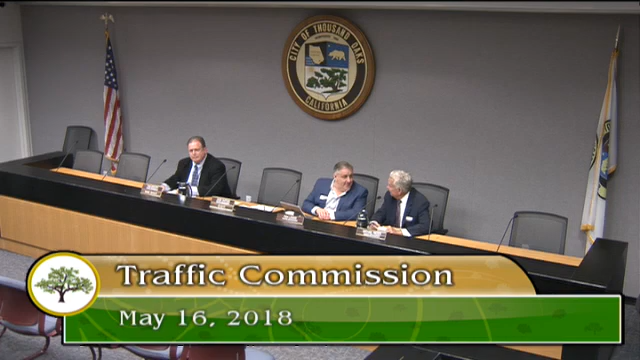 CITY OF THOUSAND OAKS
CALIFORNIA
Traffic Commission
May 16, 2018